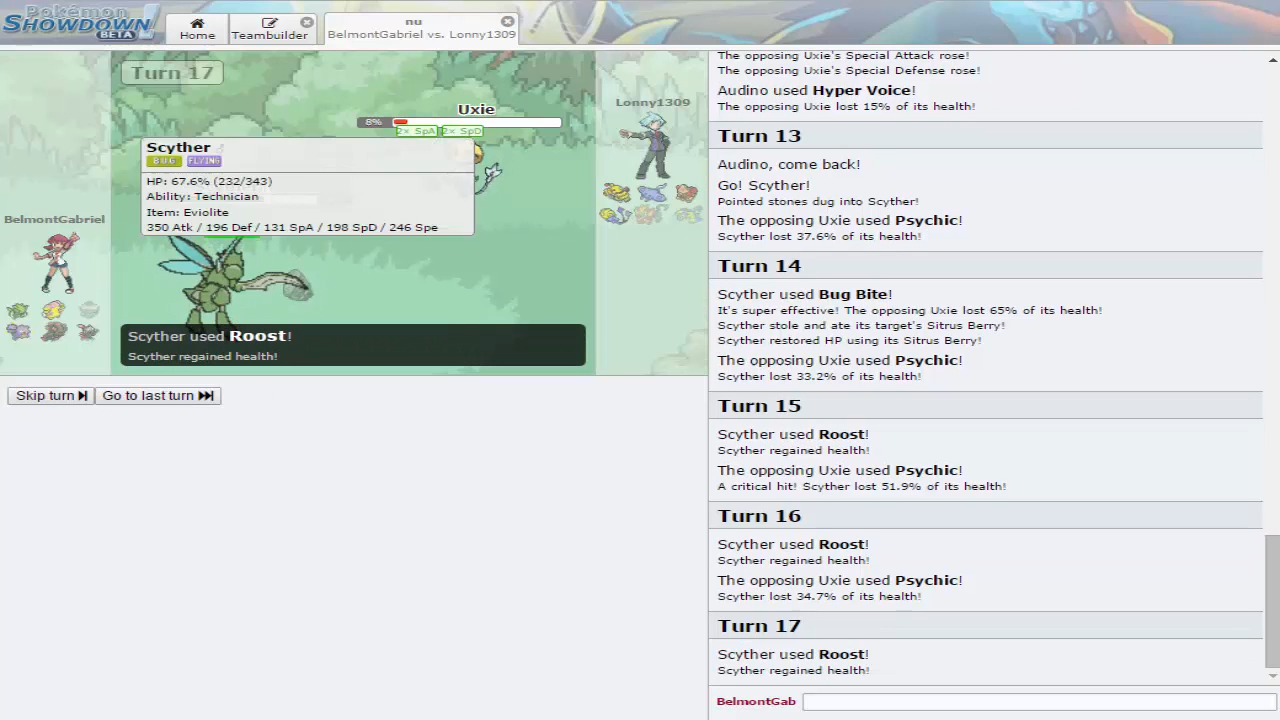 Pokémon
SHOWDOWN!
BETA
Home
Teambuilder
nu
BelmontGabriel vs. Lonny1309
Turn 17
Uxie
8%
2× SpA 2× SpD
Scyther ♂
BUG FLYING
HP: 67.6% (232/343)
Ability: Technician
Item: Eviolite
350 Atk / 196 Def / 131 SpA / 198 SpD / 246 Spe
BelmontGabriel
Lonny1309
Scyther used Roost!
Scyther regained health!
Skip turn
Go to last turn
The opposing Uxie's Special Attack rose!
The opposing Uxie's Special Defense rose!
Audino used Hyper Voice!
The opposing Uxie lost 15% of its health!
Turn 13
Audino, come back!
Go! Scyther!
Pointed stones dug into Scyther!
The opposing Uxie used Psychic!
Scyther lost 37.6% of its health!
Turn 14
Scyther used Bug Bite!
It's super effective! The opposing Uxie lost 65% of its health!
Scyther stole and ate its target's Sitrus Berry!
Scyther restored HP using its Sitrus Berry!
The opposing Uxie used Psychic!
Scyther lost 33.2% of its health!
Turn 15
Scyther used Roost!
Scyther regained health!
The opposing Uxie used Psychic!
A critical hit! Scyther lost 51.9% of its health!
Turn 16
Scyther used Roost!
Scyther regained health!
The opposing Uxie used Psychic!
Scyther lost 34.7% of its health!
Turn 17
Scyther used Roost!
Scyther regained health!
BelmontGab